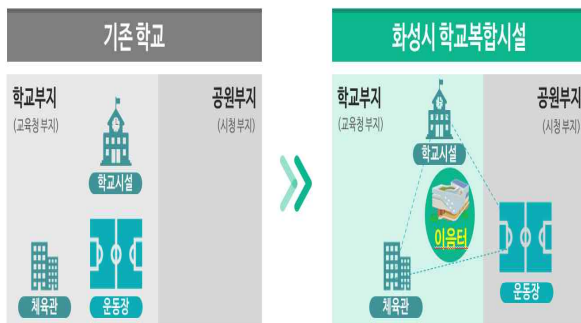 기존 학교
학교부지
(교육청 부지)
공원부지
(시청 부지)
학교시설
체육관
운동장
화성시 학교복합시설
학교부지
(교육청 부지)
공원부지
(시청 부지)
학교시설
이음터
체육관
운동장